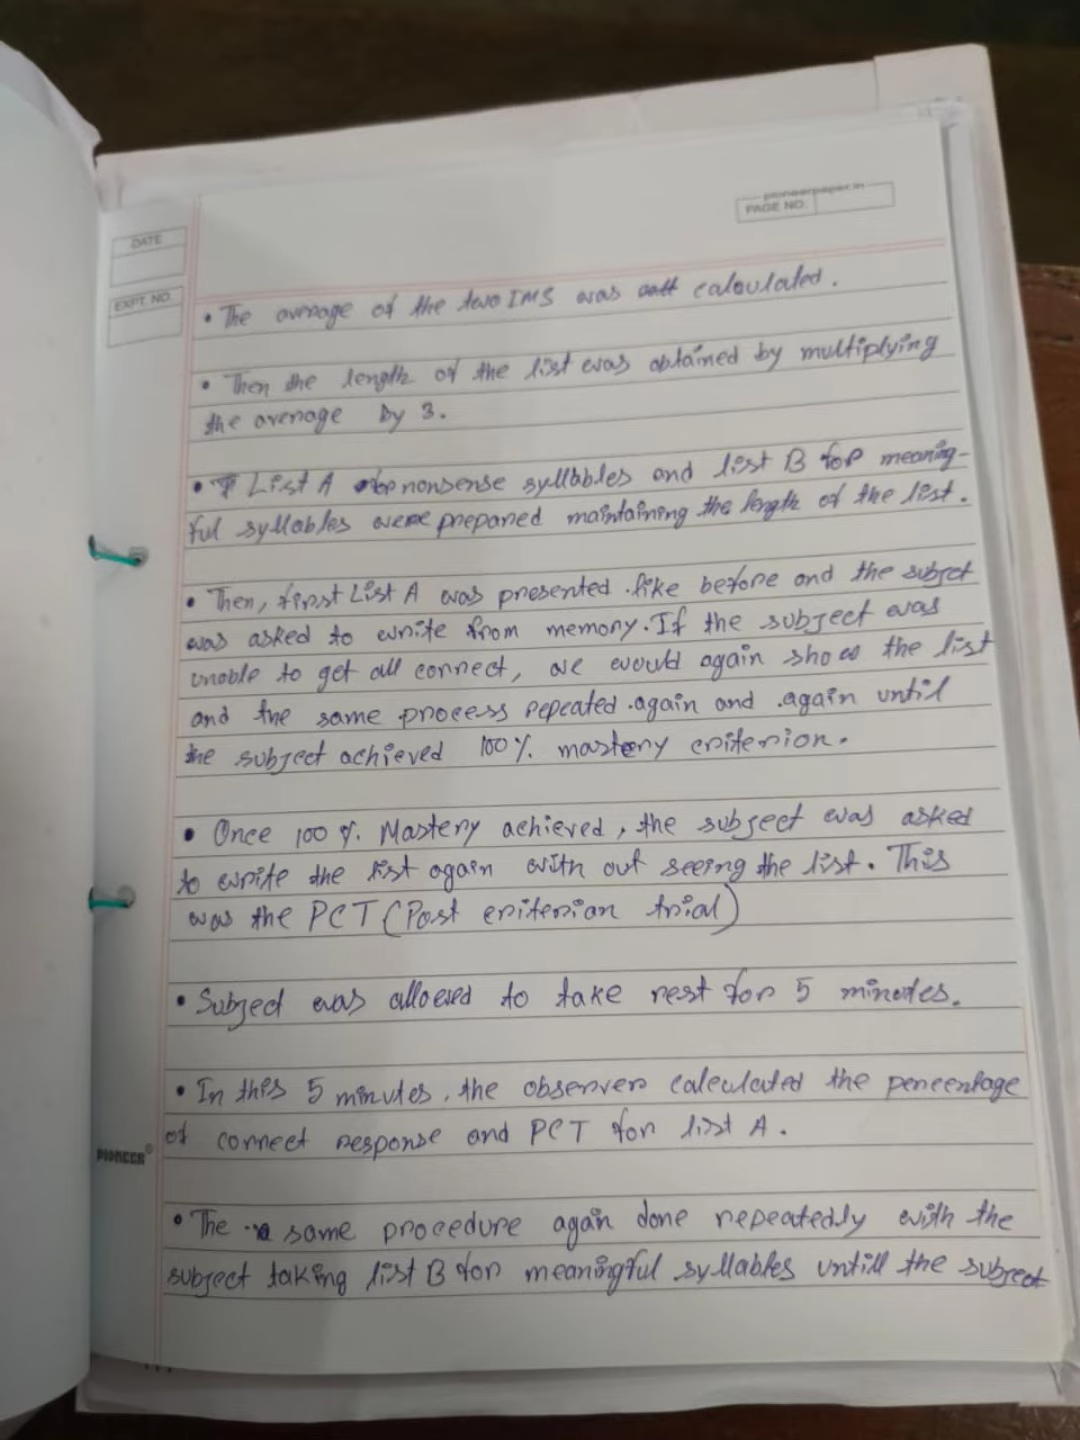 pioneerpaper.in
PAGE NO.
DATE
EXPT. NO.
• The average of the two IMS was calculated.
• Then the length of the list was obtained by multiplying
the average by 3.
• List A for nonsense syllables and list B for meaning-
ful syllables were prepared maintaining the length of the list.
• Then, first List A was presented like before and the subject
was asked to write from memory. If the subject was
unable to get all correct, we would again show the list
and the same process repeated again and again until
the subject achieved 100% mastery criterion.
• Once 100 %. Mastery achieved, the subject was asked
to write the list again with out seeing the list. This
was the PCT (Post criterian trial)
• Subject was allowed to take rest for 5 minutes.
• In this 5 minutes, the observer calculated the percentage
of correct response and PCT for list A.
PIONEER®
• The same procedure again done repeatedly with the
subject taking list B for meaningful syllables untill the subject